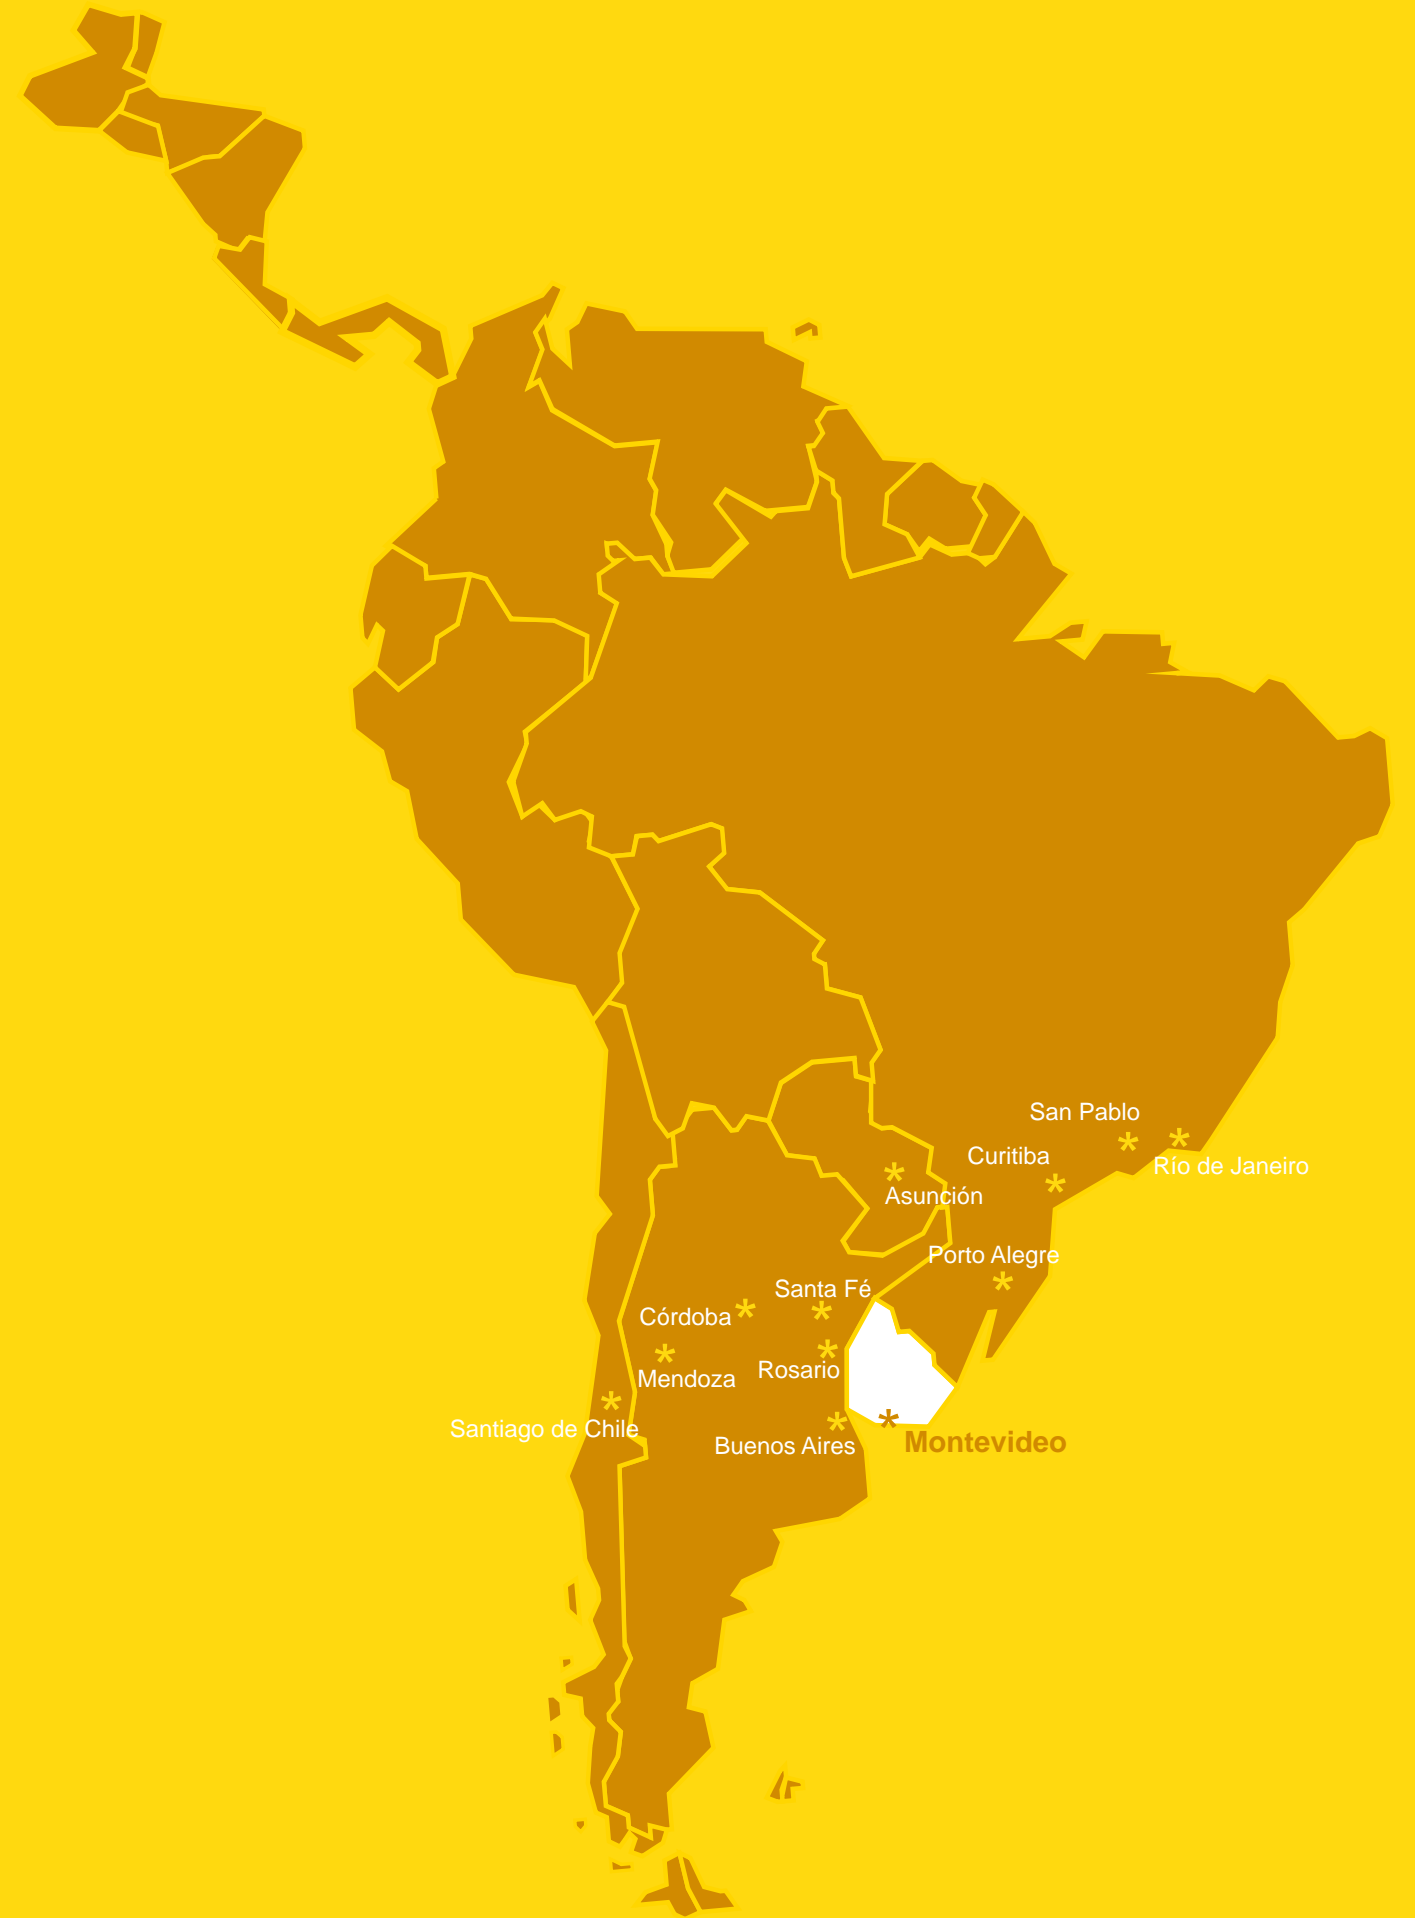 San Pablo
Curitiba
Río de Janeiro
Asunción
Porto Alegre
Santa Fé
Córdoba
Rosario
Mendoza
Santiago de Chile
Buenos Aires
Montevideo